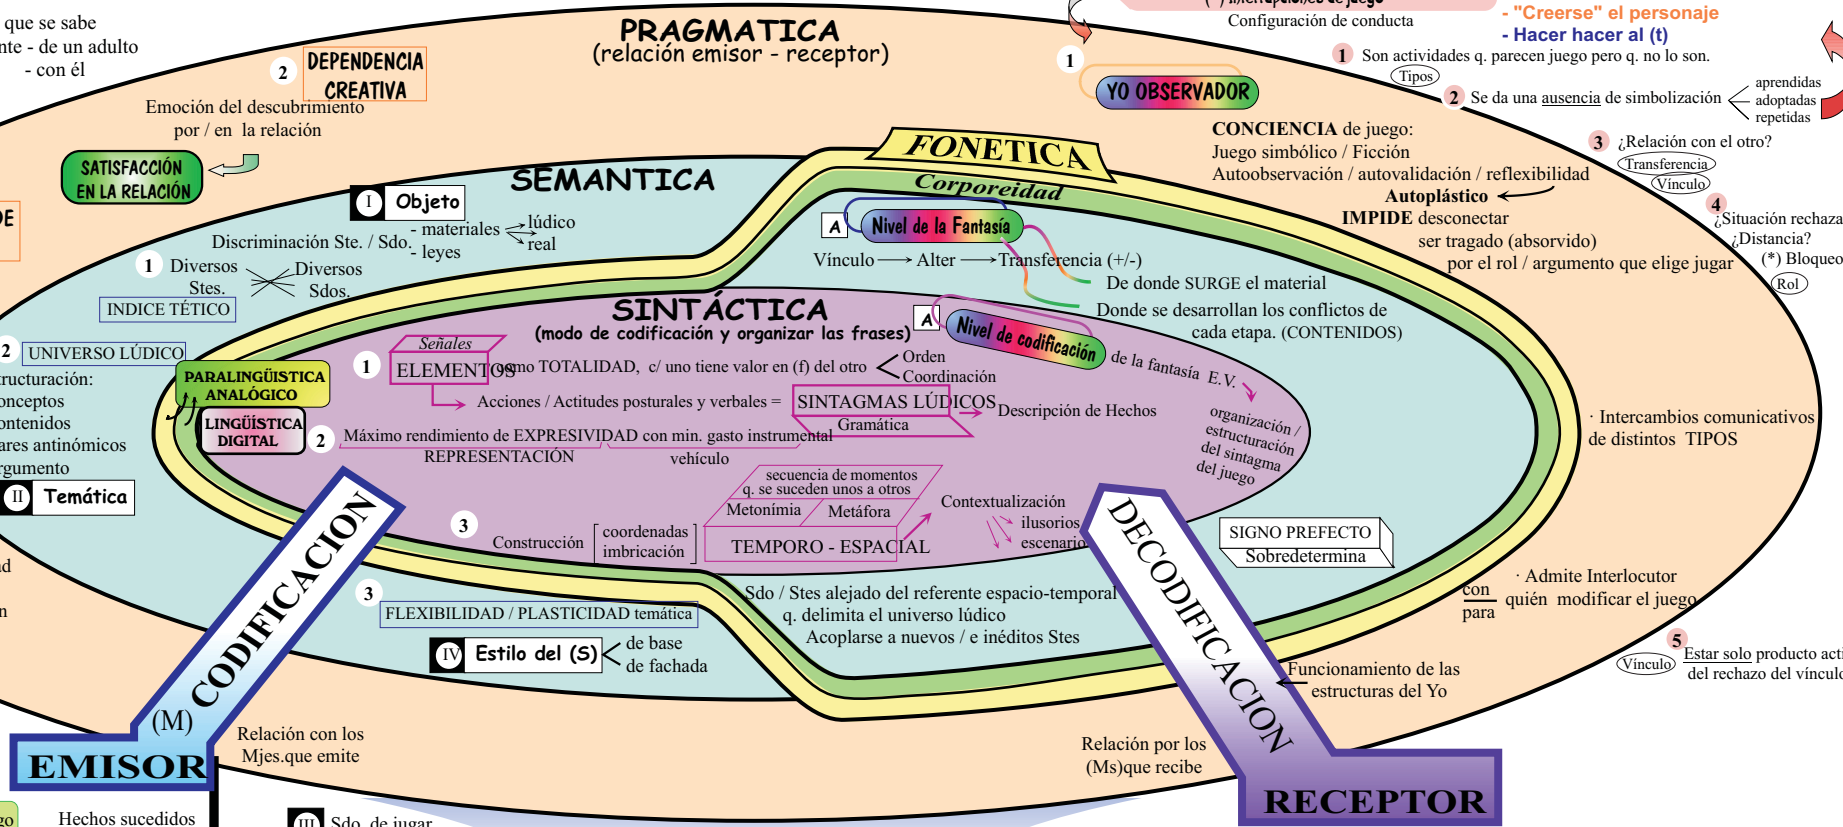 que se sabe
nte - de un adulto
- con él
PRAGMATICA
(relación emisor - receptor)
2
DEPENDENCIA
CREATIVA
Emoción del descubrimiento
por / en la relación
SATISFACCIÓN
EN LA RELACIÓN
DE
Configuración de conducta
- "Creerse" el personaje
- Hacer hacer al (t)
1
YO OBSERVADOR
1 Son actividades q. parecen juego pero q. no lo son.
Tipos
2 Se da una ausencia de simbolización
aprendidas
adoptadas
repetidas
CONCIENCIA de juego:
Juego simbólico / Ficción
Autoobservación / autovalidación / reflexibilidad
Autoplástico
IMPIDE desconectar
ser tragado (absorvido)
por el rol / argumento que elige jugar
3 ¿Relación con el otro?
Transferencia
Vínculo
4
¿Situación rechaza
¿Distancia?
(*) Bloqueo
Rol
FONETICA
Corporeidad
SEMANTICA
I Objeto
- materiales
- leyes
lúdico
real
Discriminación Ste. / Sdo.
1 Diversos
Stes.
Diversos
Sdos.
INDICE TÉTICO
A Nivel de la Fantasía
Vínculo Alter Transferencia (+/-)
De donde SURGE el material
Donde se desarrollan los conflictos de
cada etapa. (CONTENIDOS)
SINTÁCTICA
(modo de codificación y organizar las frases)
A Nivel de codificación
de la fantasía E.V.
organización /
estructuración
del sintagma
del juego
2 UNIVERSO LÚDICO
tructuración:
onceptos
ontenidos
ares antinómicos
rgumento
II Temática
PARALINGÜISTICA
ANALÓGICO
LINGÜÍSTICA
DIGITAL
1
Señales
ELEMENTOS
como TOTALIDAD, c/ uno tiene valor en (f) del otro
Orden
Coordinación
Acciones / Actitudes posturales y verbales =
SINTAGMAS LÚDICOS
Gramática
Descripción de Hechos
2 Máximo rendimiento de EXPRESIVIDAD con min. gasto instrumental
REPRESENTACIÓN
vehículo
3
Construcción
coordenadas
imbricación
secuencia de momentos
q. se suceden unos a otros
Metonímia
Metáfora
TEMPORO - ESPACIAL
Contextualización
ilusorios
escenario
· Intercambios comunicativos
de distintos TIPOS
SIGNO PREFECTO
Sobredetermina
con
para
· Admite Interlocutor
quién modificar el juego
5
Vínculo
Estar solo producto acti
del rechazo del vínculo
3
FLEXIBILIDAD / PLASTICIDAD temática
IV Estilo del (S)
de base
de fachada
Sdo / Stes alejado del referente espacio-temporal
q. delimita el universo lúdico
Acoplarse a nuevos / e inéditos Stes
CODIFICACION
(M)
EMISOR
Relación con los
Mjes.que emite
DECODIFICACION
Funcionamiento de las
estructuras del Yo
Relación por los
(Ms)que recibe
RECEPTOR
Hechos sucedidos
III Sdo. de jugar